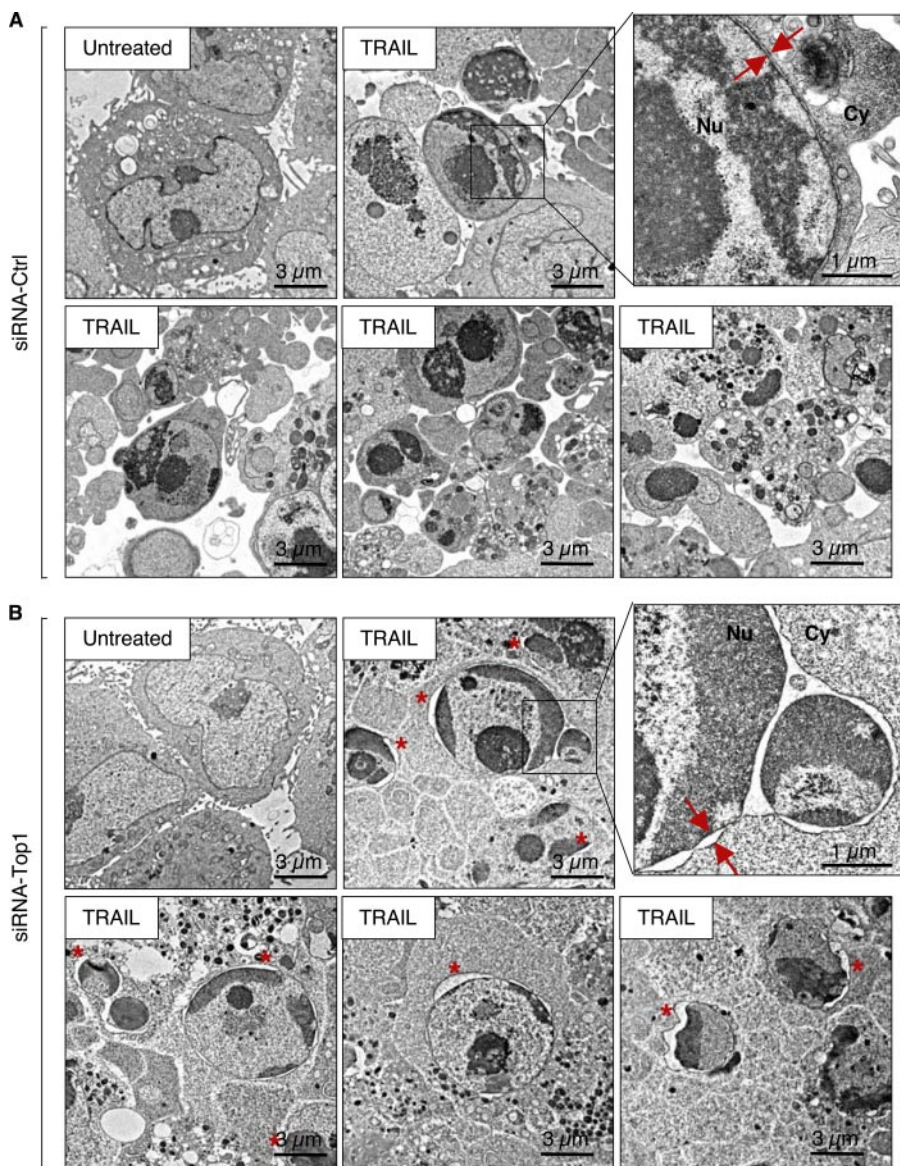 A
siRNA-Ctrl
Untreated
3 µm
TRAIL
3 µm
Nu
Cy
1 µm
TRAIL
3 µm
TRAIL
3 µm
TRAIL
3 µm
B
siRNA-Top1
Untreated
3 µm
TRAIL
*
*
*
*
3 µm
Nu
Cy
1 µm
TRAIL
*
*
*
3 µm
TRAIL
*
3 µm
TRAIL
*
*
3 µm